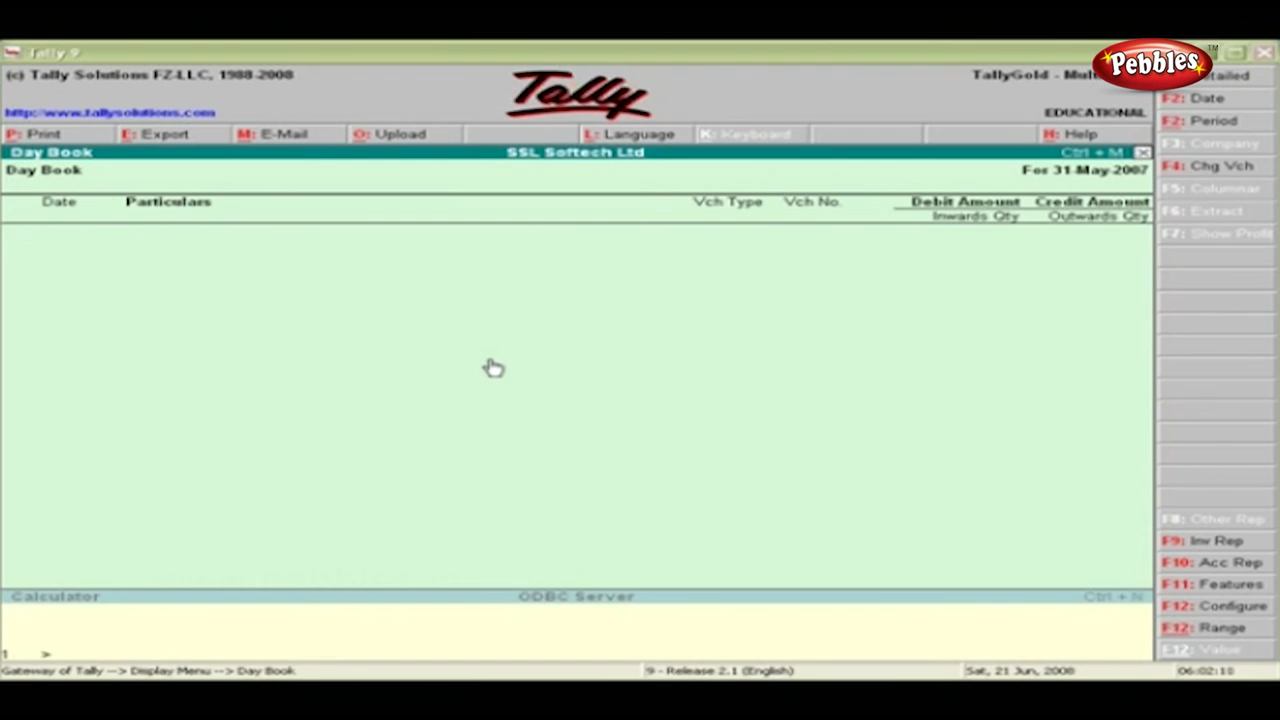 Tally 9
(c) Tally Solutions FZ-LLC, 1988-2008
Tally
TallyGold - Mul
Pebbles™
http://www.tallysolutions.com
EDUCATIONAL
P: Print E: Export M: E-Mail O: Upload L: Language K: Keyboard H: Help
Day Book SSL Softech Ltd Ctrl + M
Day Book For 31-May-2007
Date Particulars Vch Type Vch No. Debit Amount Credit Amount
Inwards Qty Outwards Qty
F2: Date
F2: Period
F3: Company
F4: Chg Vch
F5: Columnar
F6: Extract
F7: Show Profit
F8: Other Rep
F9: Inv Rep
F10: Acc Rep
F11: Features
F12: Configure
F12: Range
F12: Value
Calculator ODBC Server Ctrl + N
1 >
Gateway of Tally --> Display Menu --> Day Book 9 - Release 2.1 (English) Sat, 21 Jun, 2008 06:02:10